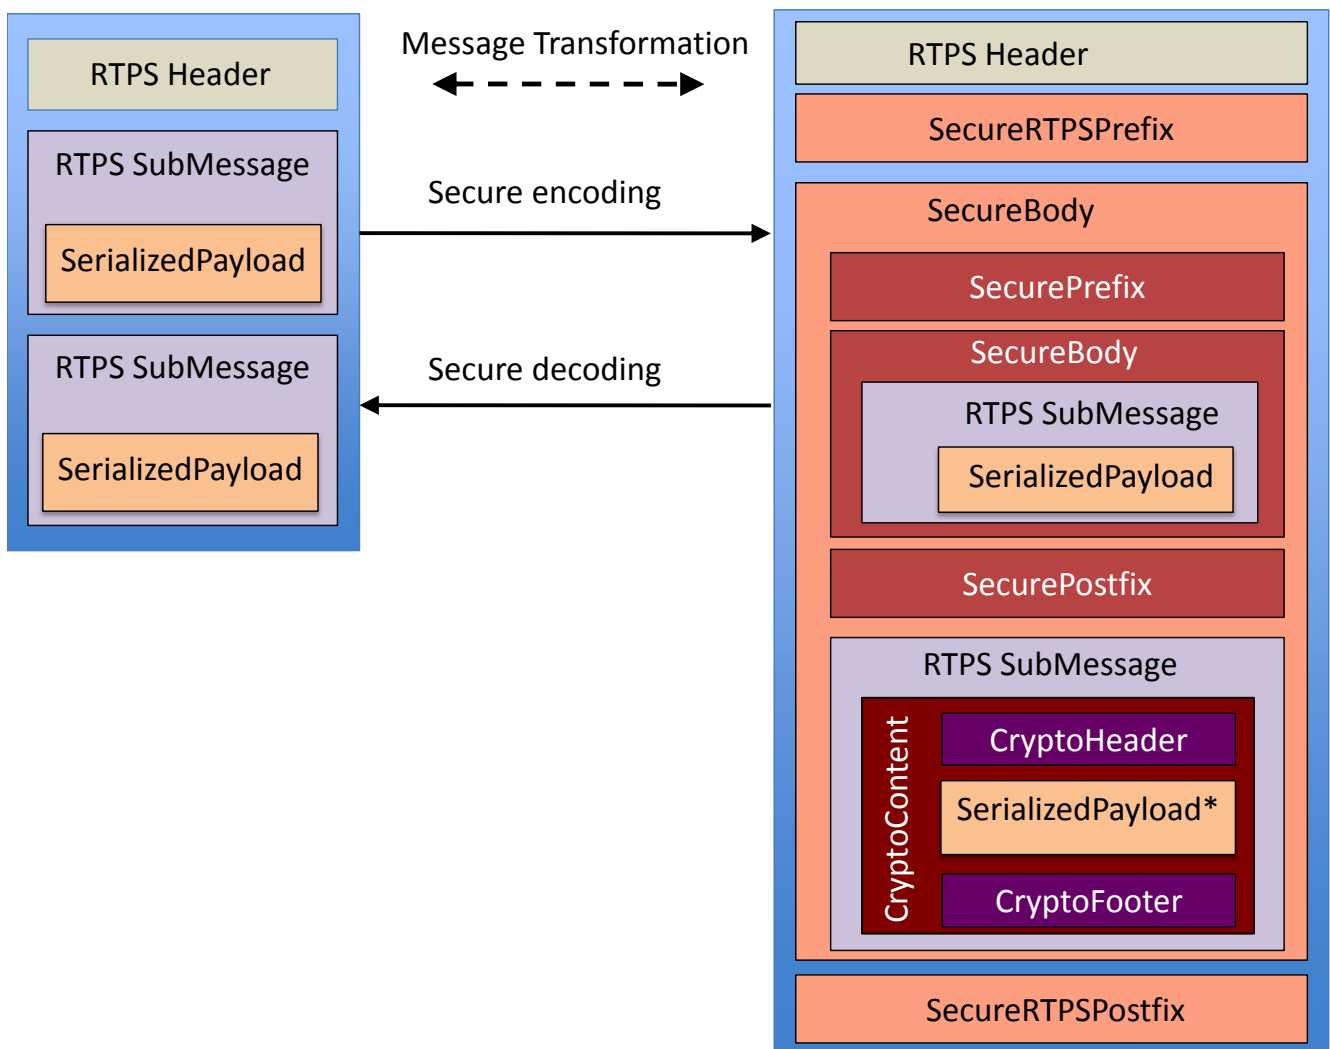 RTPS Header
RTPS SubMessage
SerializedPayload
RTPS SubMessage
SerializedPayload
Message Transformation
Secure encoding
Secure decoding
RTPS Header
SecureRTPSPrefix
SecureBody
SecurePrefix
SecureBody
RTPS SubMessage
SerializedPayload
SecurePostfix
RTPS SubMessage
CryptoContent
CryptoHeader
SerializedPayload*
CryptoFooter
SecureRTPSPostfix